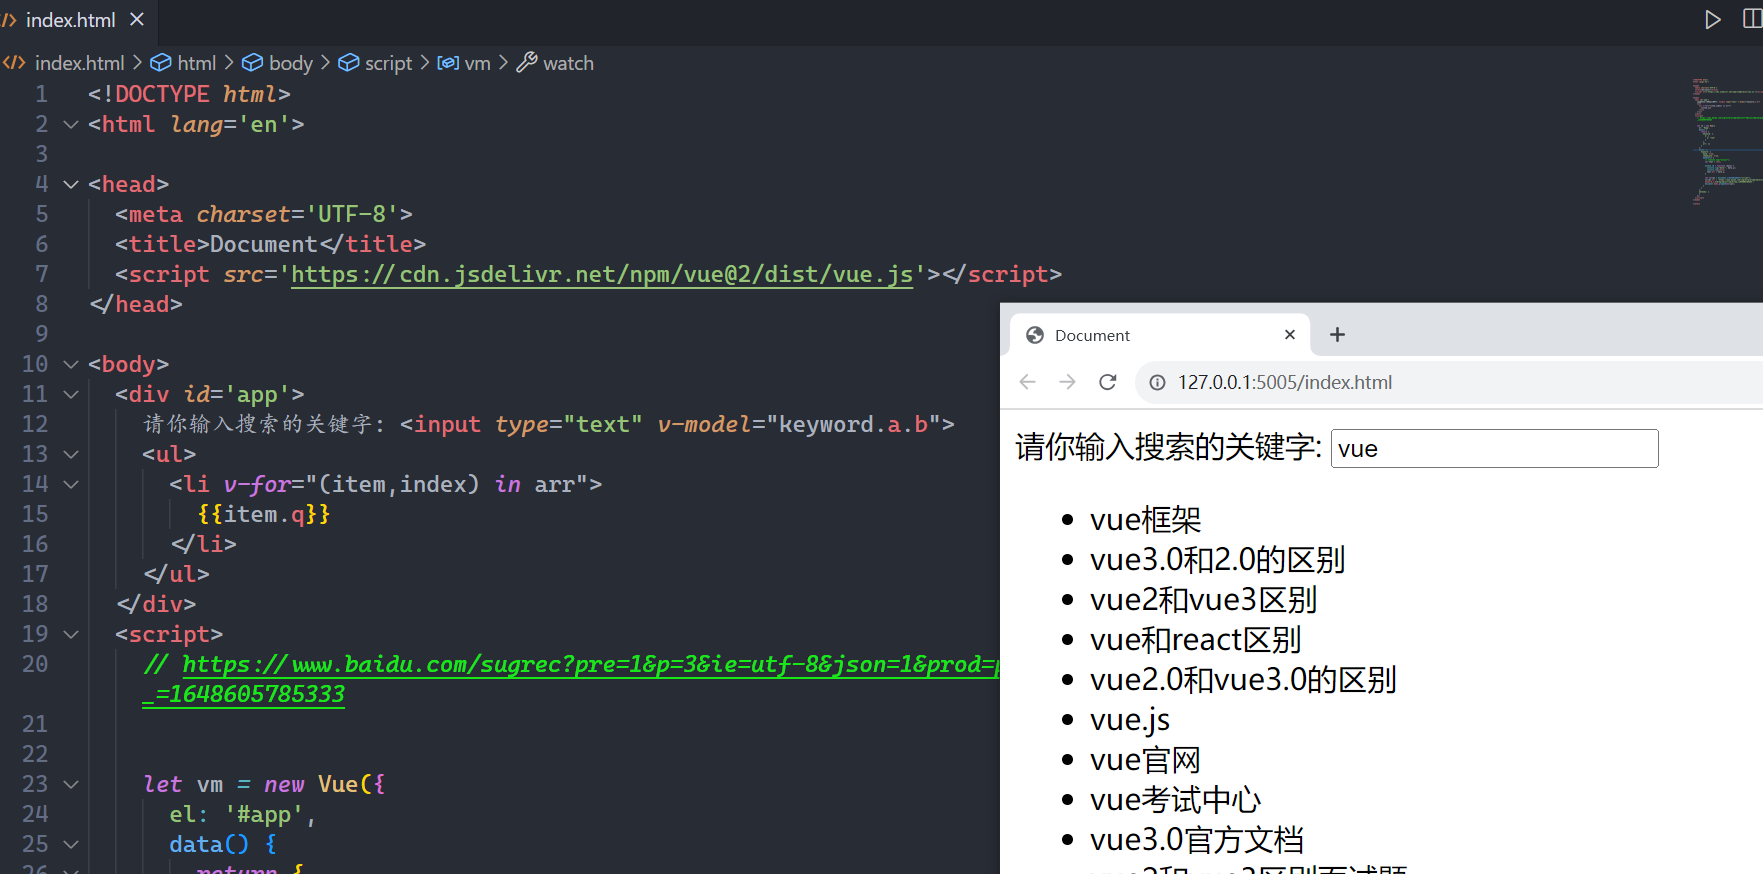 index.html
index.html > html > body > script > vm > watch
1 <!DOCTYPE html>
2 <html lang='en'>
3
4 <head>
5 <meta charset='UTF-8'>
6 <title>Document</title>
7 <script src='https://cdn.jsdelivr.net/npm/vue@2/dist/vue.js'></script>
8 </head>
9
10 <body>
11 <div id='app'>
12 请你输入搜索的关键字: <input type="text" v-model="keyword.a.b">
13 <ul>
14 <li v-for="(item,index) in arr">
15 {{item.q}}
16 </li>
17 </ul>
18 </div>
19 <script>
20 // https://www.baidu.com/sugrec?pre=1&p=3&ie=utf-8&json=1&prod=
_=1648605785333
21
22
23 let vm = new Vue({
24 el: '#app',
25 data() {
26 return {
Document
127.0.0.1:5005/index.html
请你输入搜索的关键字: vue
vue框架
vue3.0和2.0的区别
vue2和vue3区别
vue和react区别
vue2.0和vue3.0的区别
vue.js
vue官网
vue考试中心
vue3.0官方文档